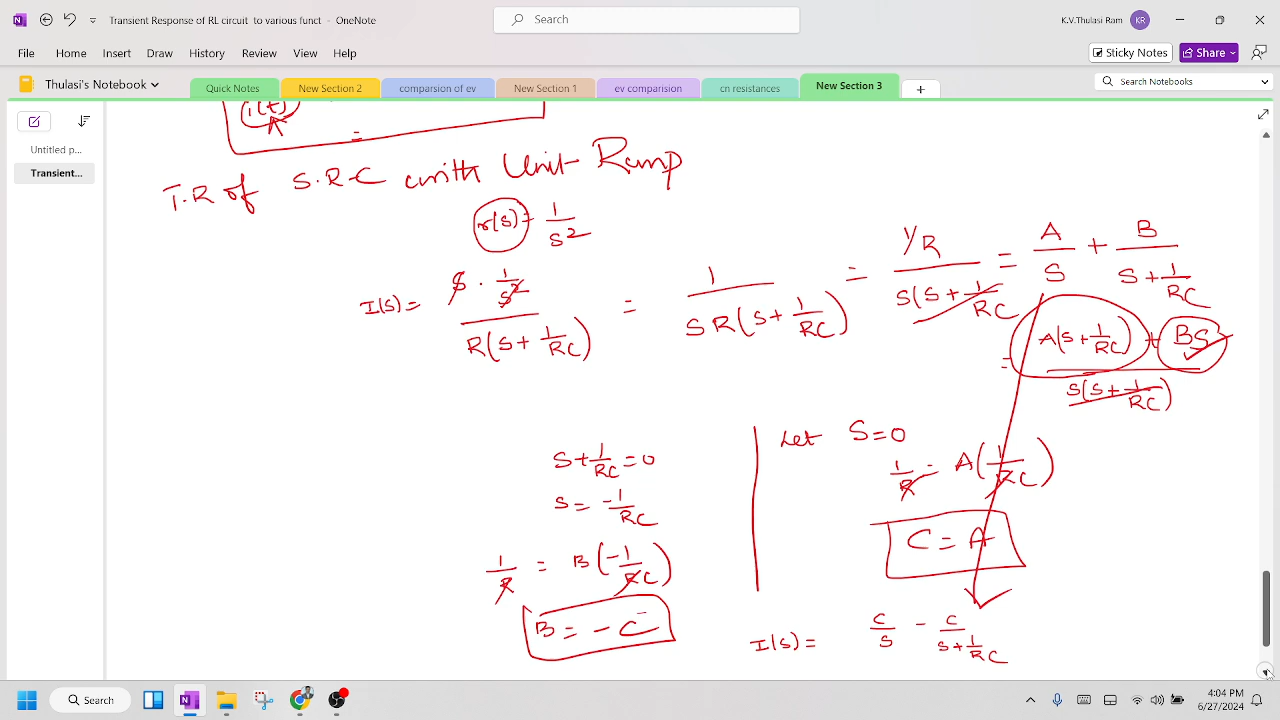 Transient Response of RL circuit to various funct - OneNote
Search
K.V.Thulasi Ram
KR
File Home Insert Draw History Review View Help
Sticky Notes
Share
Thulasi's Notebook
Quick Notes
New Section 2
comparsion of ev
New Section 1
ev comparision
cn resistances
New Section 3
+
Search Notebooks
Untitled p...
Transient...
i(t)
=
T.R of S.R-C with Unit Ramp
r(s) = 1/s²
I(s) = s · 1/s² / R(s + 1/RC) = 1 / SR(s + 1/RC) = 1/R / s(s + 1/RC) = A/S + B/(S + 1/RC)
= A(s + 1/RC) + BS / s(s + 1/RC)
Let S = 0
1/R = A(1/RC)
C = A
S + 1/RC = 0
s = -1/RC
1/R = B(-1/RC)
B = - C
I(s) = C/s - C/(s + 1/RC)
Search
4:04 PM
6/27/2024